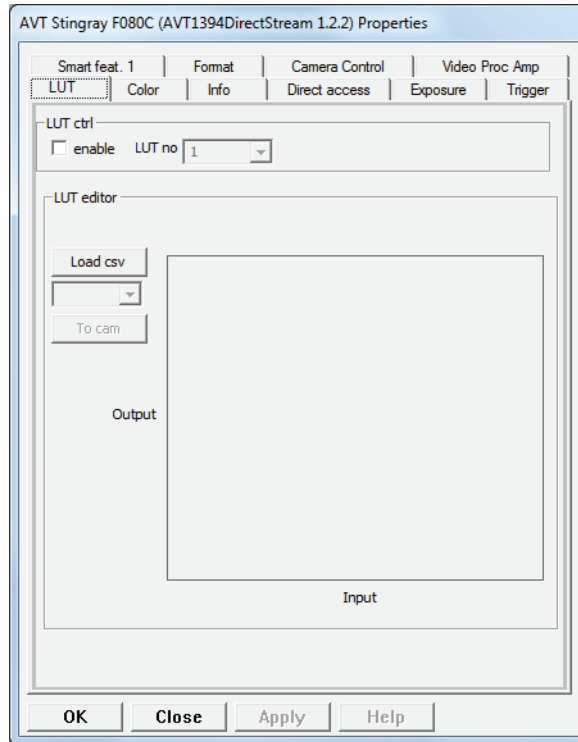 AVT Stingray F080C (AVT1394DirectStream 1.2.2) Properties
Smart feat. 1 Format Camera Control Video Proc Amp
LUT Color Info Direct access Exposure Trigger
LUT ctrl
enable LUT no 1
LUT editor
Load csv
To cam
Output
Input
OK Close Apply Help